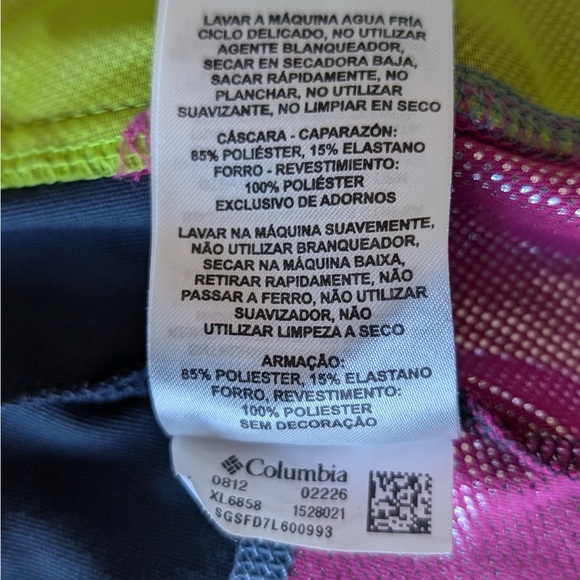 LAVAR A MÁQUINA AGUA FRÍA
CICLO DELICADO, NO UTILIZAR
AGENTE BLANQUEADOR,
SECAR EN SECADORA BAJA,
SACAR RÁPIDAMENTE, NO
PLANCHAR, NO UTILIZAR
SUAVIZANTE, NO LIMPIAR EN SECO
CÁSCARA - CAPARAZÓN:
85% POLIÉSTER, 15% ELASTANO
FORRO - REVESTIMIENTO:
100% POLIÉSTER
EXCLUSIVO DE ADORNOS
LAVAR NA MÁQUINA SUAVEMENTE,
NÃO UTILIZAR BRANQUEADOR,
SECAR NA MÁQUINA BAIXA,
RETIRAR RAPIDAMENTE, NÃO
PASSAR A FERRO, NÃO UTILIZAR
SUAVIZADOR, NÃO
UTILIZAR LIMPEZA A SECO
ARMAÇÃO:
85% POLIESTER, 15% ELASTANO
FORRO, REVESTIMENTO:
100% POLIESTER
SEM DECORAÇÃO
Columbia
0812 02226
XL6858 1528021
SGSFD7L600993